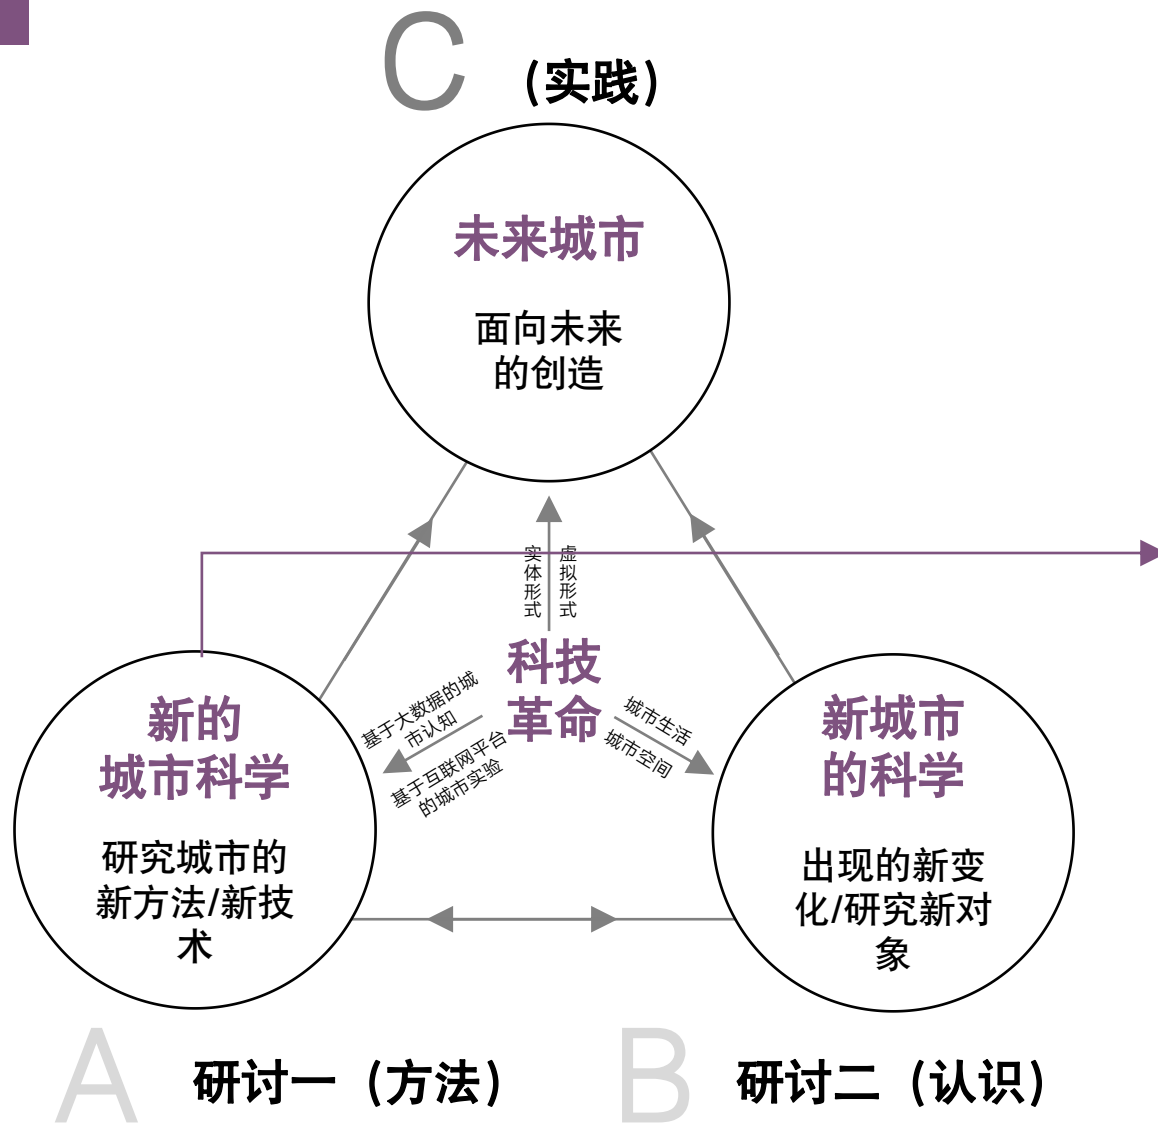 C （实践）
未来城市
面向未来
的创造
实体形式
虚拟形式
科技
革命
基于大数据的城
市认知
基于互联网平台
的城市实验
城市生活
城市空间
新的
城市科学
研究城市的
新方法/新技
术
新城市
的科学
出现的新变
化/研究新对
象
A 研讨一（方法）
B 研讨二（认识）